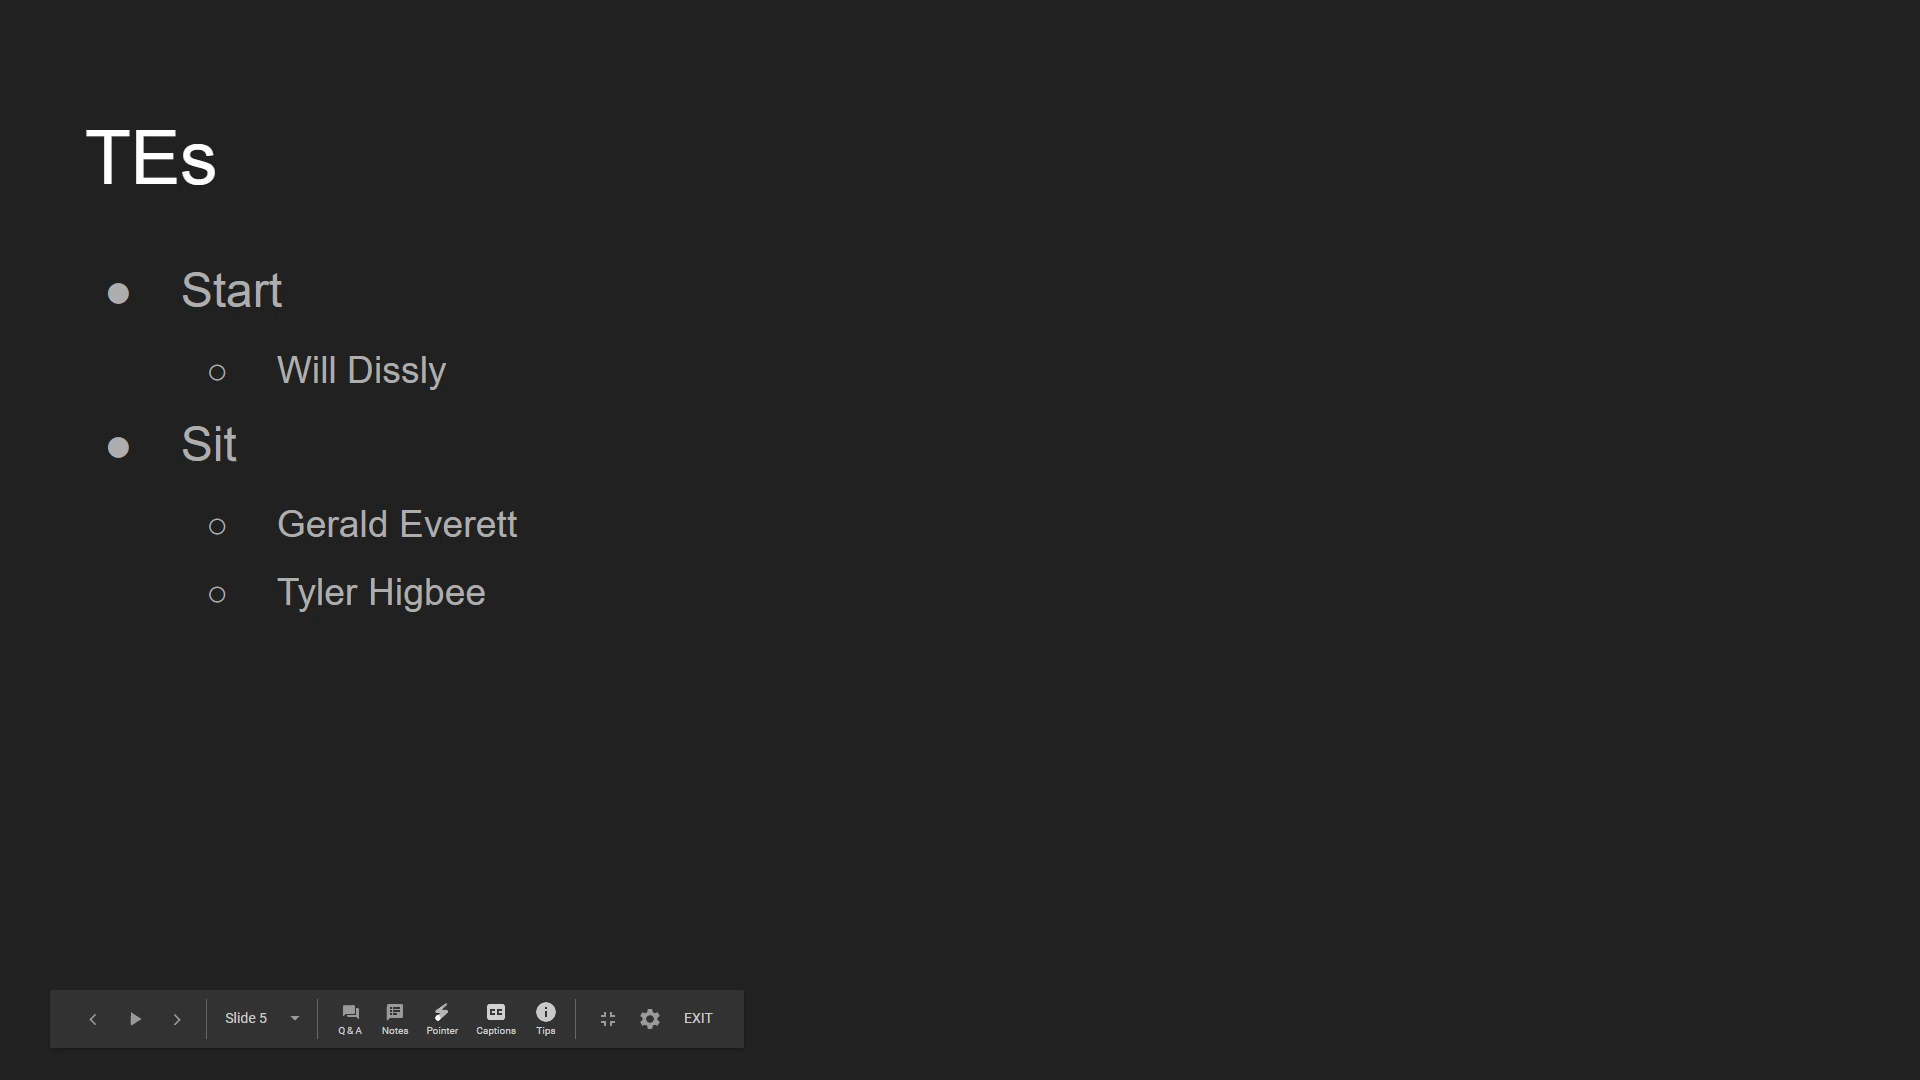 TEs
● Start
○ Will Dissly
● Sit
○ Gerald Everett
○ Tyler Higbee
Slide 5 Q & A Notes Pointer Captions Tips EXIT